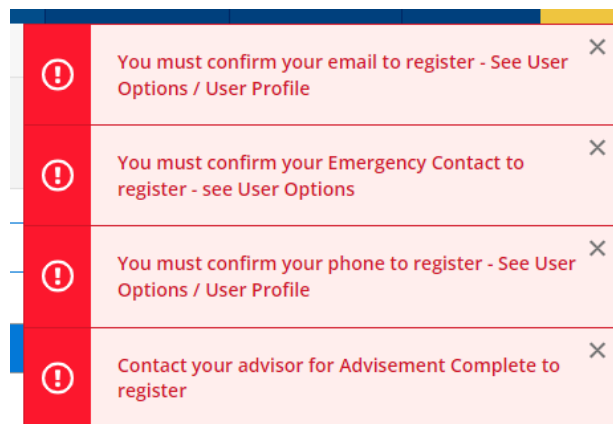 You must confirm your email to register - See User
Options / User Profile
You must confirm your Emergency Contact to
register - see User Options
You must confirm your phone to register - See User
Options / User Profile
Contact your advisor for Advisement Complete to
register